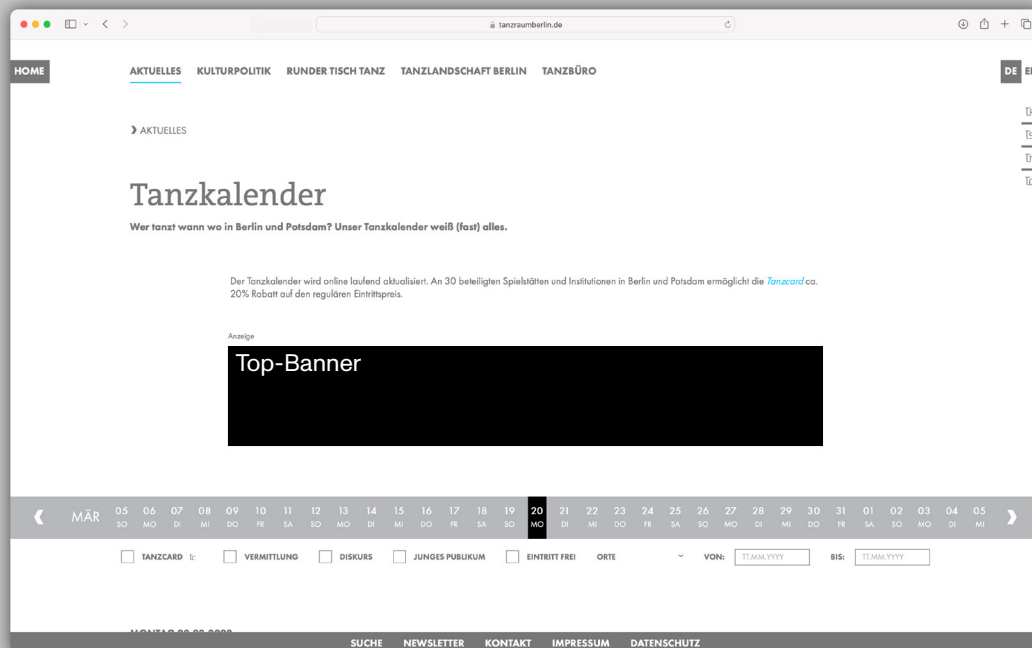 tanzraumberlin.de
HOME
AKTUELLES KULTURPOLITIK RUNDER TISCH TANZ TANZLANDSCHAFT BERLIN TANZBÜRO
DE
❯ AKTUELLES
Tanzkalender
Wer tanzt wann wo in Berlin und Potsdam? Unser Tanzkalender weiß (fast) alles.
Der Tanzkalender wird online laufend aktualisiert. An 30 beteiligten Spielstätten und Institutionen in Berlin und Potsdam ermöglicht die Tanzcard ca.
20% Rabatt auf den regulären Eintrittspreis.
Anzeige
Top-Banner
MÄR 05 06 07 08 09 10 11 12 13 14 15 16 17 18 19 20 21 22 23 24 25 26 27 28 29 30 31 01 02 03 04 05
SO MO DI MI DO FR SA SO MO DI MI DO FR SA SO MO DI MI DO FR SA SO MO DI MI DO FR SA SO MO DI MI
TANZCARD VERMITTLUNG DISKURS JUNGES PUBLIKUM EINTRITT FREI ORTE VON: TT.MM.YYYY BIS: TT.MM.YYYY
SUCHE NEWSLETTER KONTAKT IMPRESSUM DATENSCHUTZ